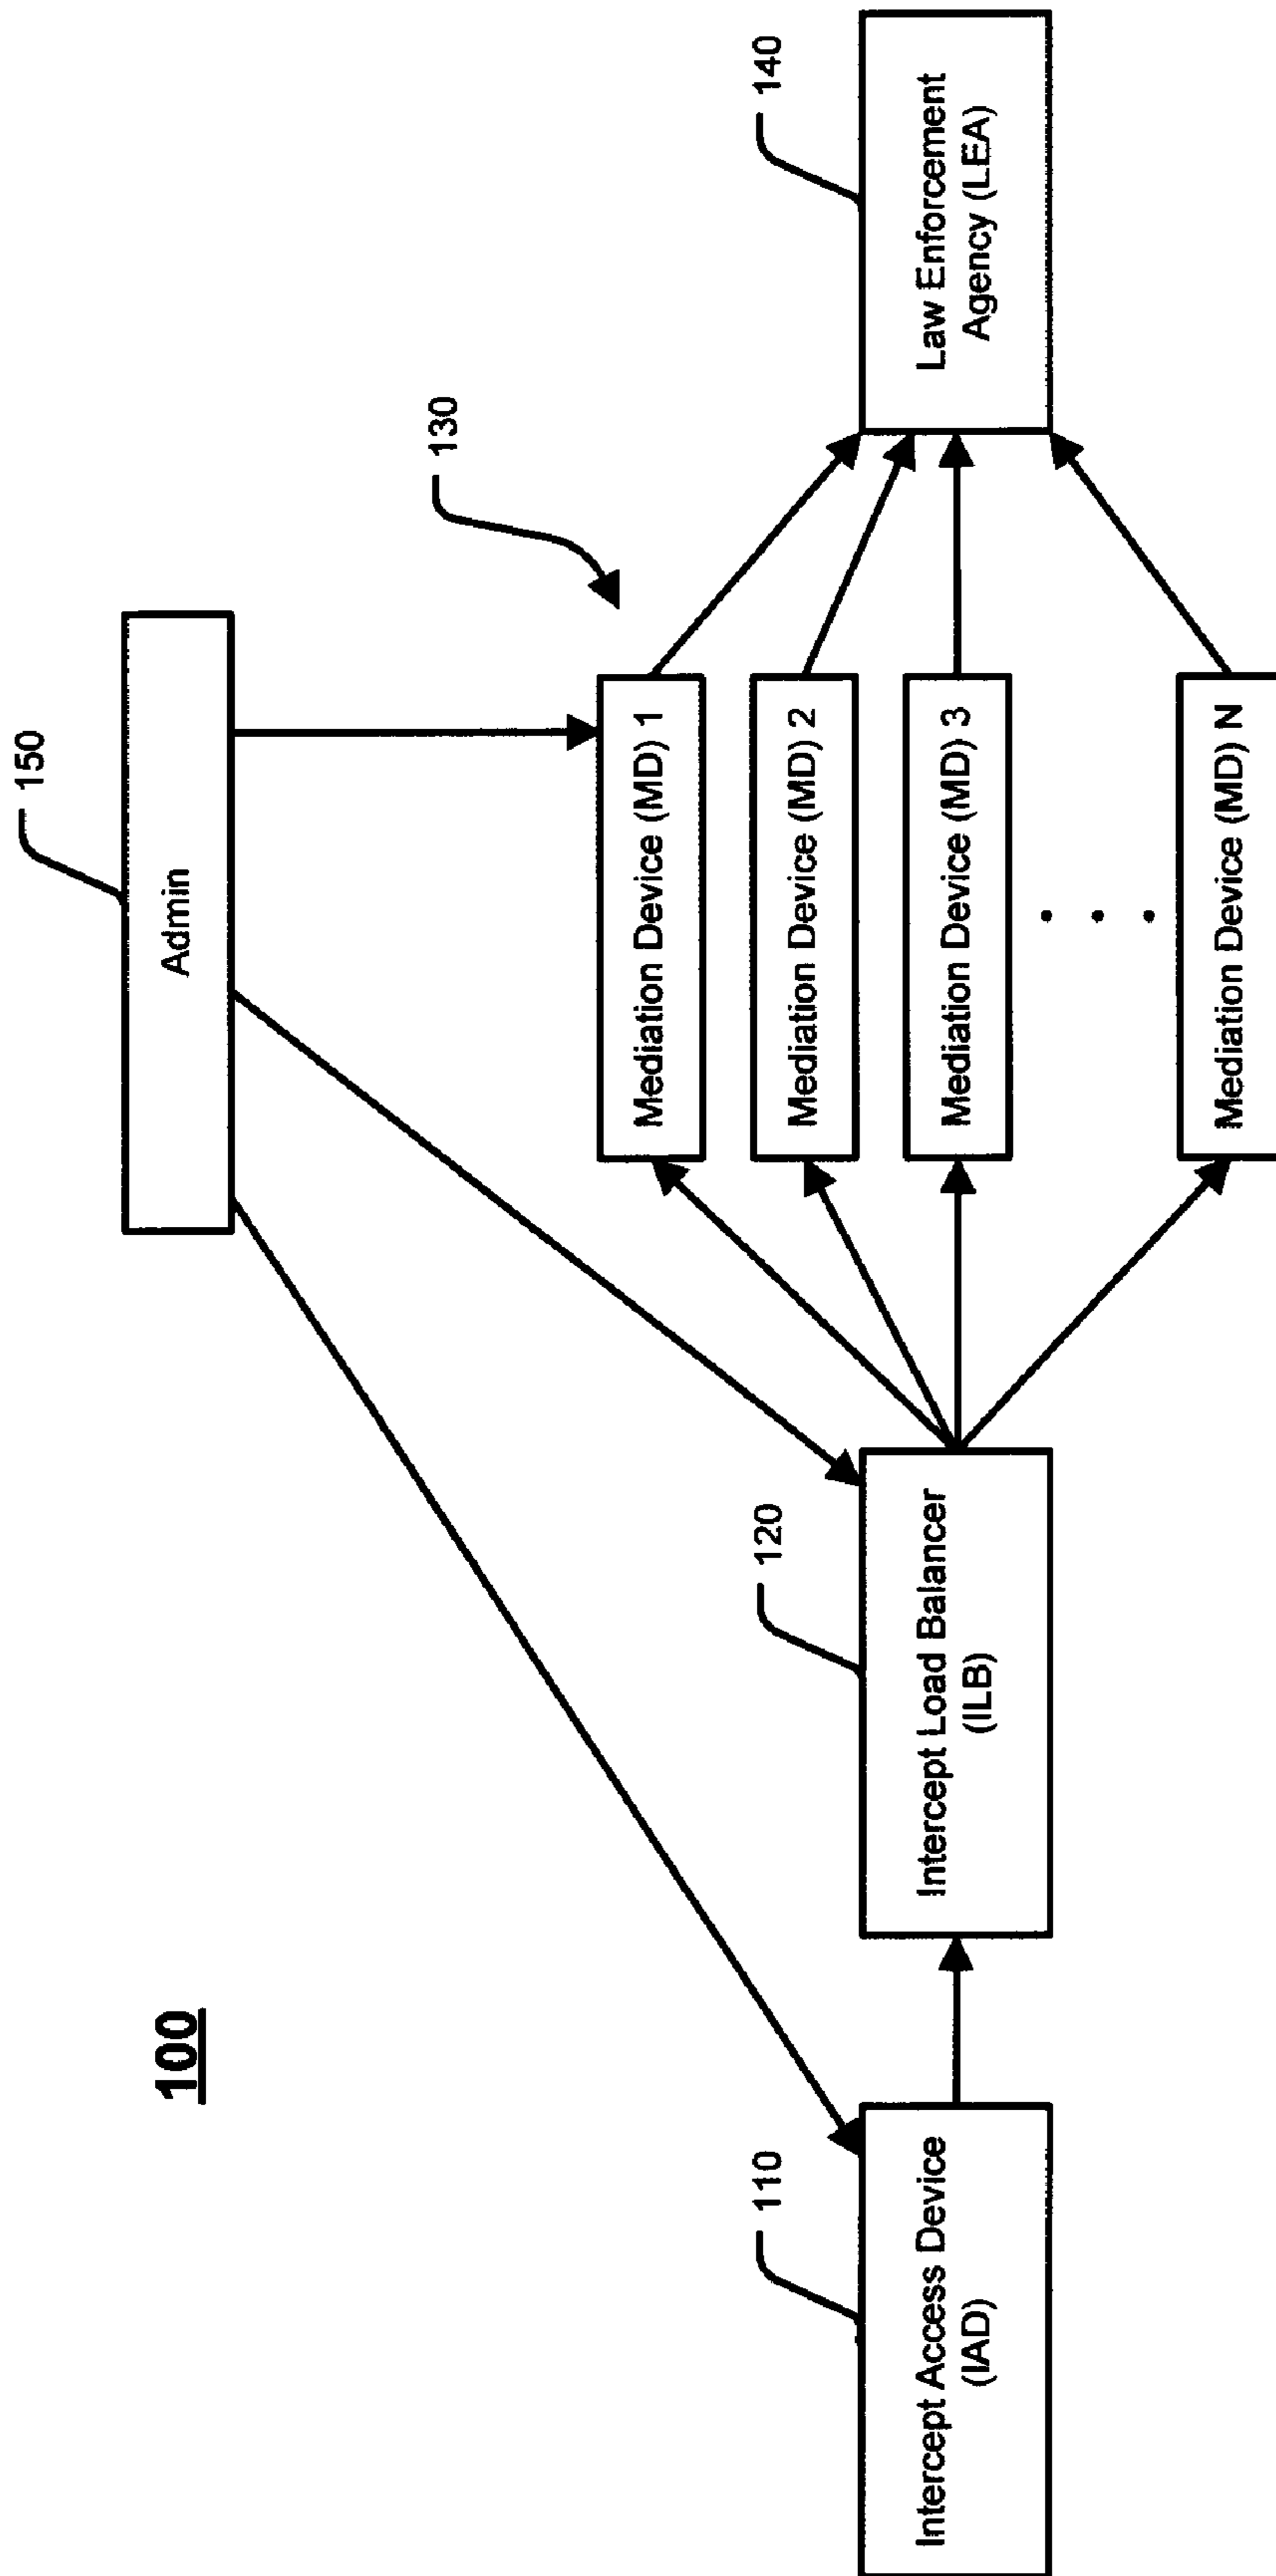 100
150
Admin
130
Mediation Device (MD) 1
Mediation Device (MD) 2
Mediation Device (MD) 3
Mediation Device (MD) N
110
Intercept Access Device
(IAD)
120
Intercept Load Balancer
(ILB)
140
Law Enforcement
Agency (LEA)